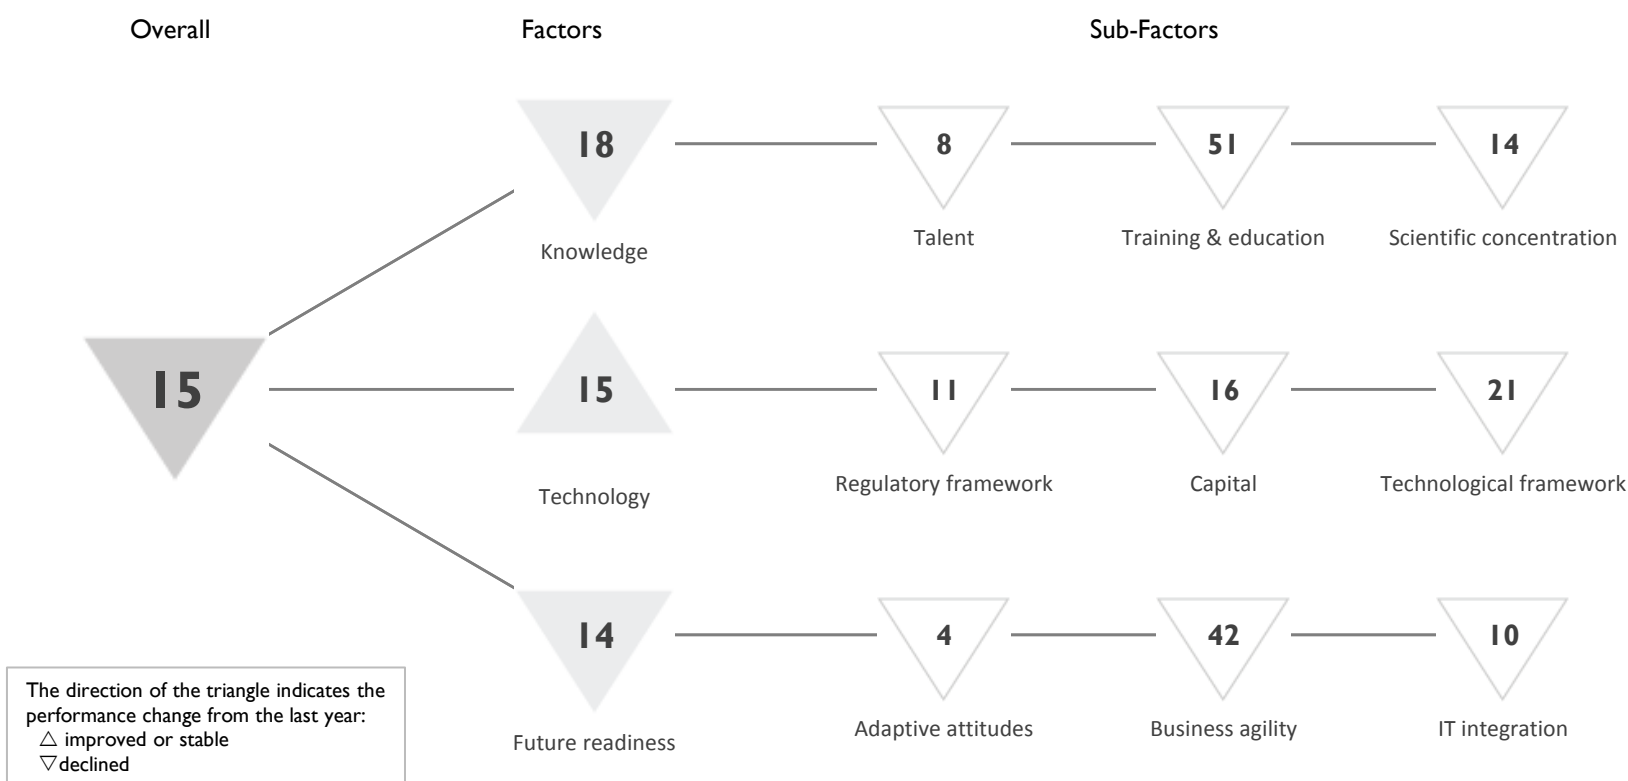 Overall
Factors
Sub-Factors
18
8
51
14
Knowledge
Talent
Training & education
Scientific concentration
15
15
11
16
21
Technology
Regulatory framework
Capital
Technological framework
14
4
42
10
Future readiness
Adaptive attitudes
Business agility
IT integration
The direction of the triangle indicates the
performance change from the last year:
△ improved or stable
▽declined